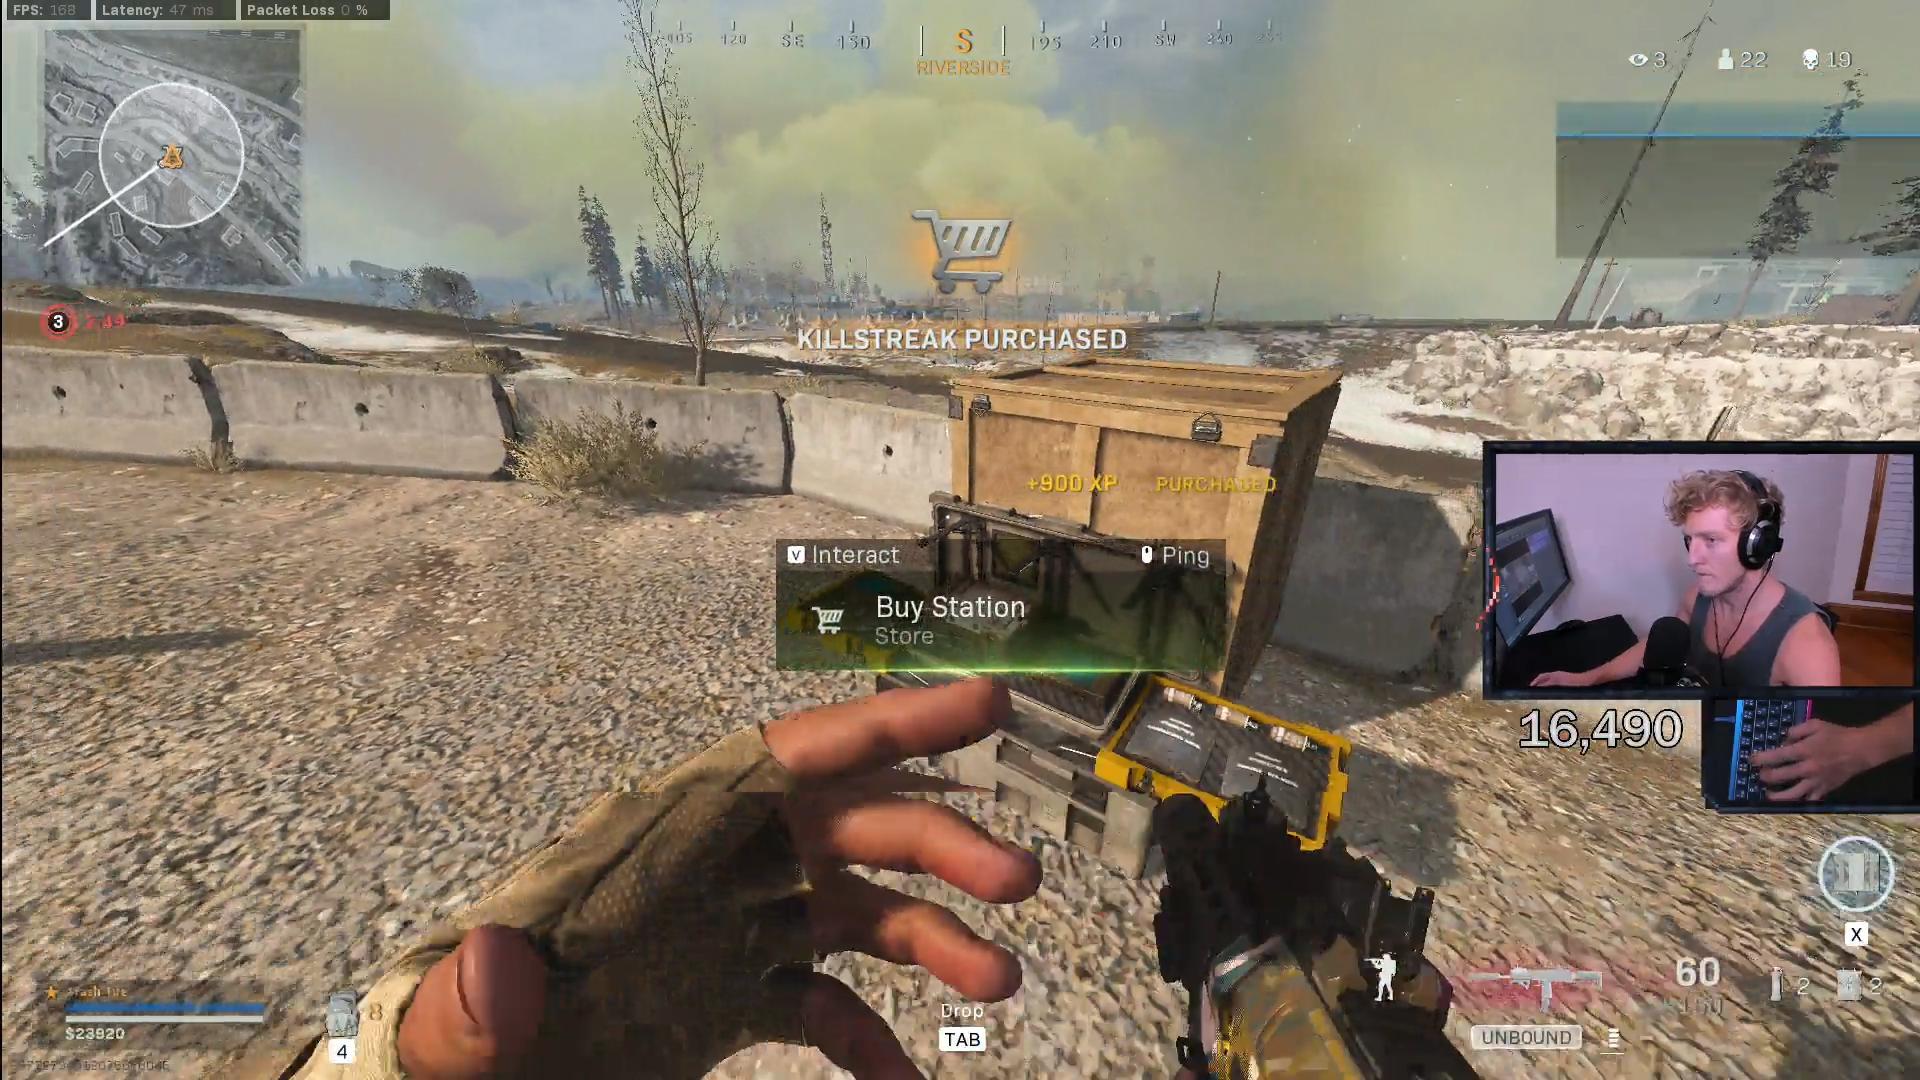 FPS: 168 Latency: 47 ms Packet Loss 0 %
105 120 SE 150 S 195 210 SW 240
RIVERSIDE
3 22 19
3 2:49
KILLSTREAK PURCHASED
+900 XP PURCHASED
V Interact Ping
Buy Station
Store
16,490
X
60
2 2
$23920
4
Drop
TAB
UNBOUND